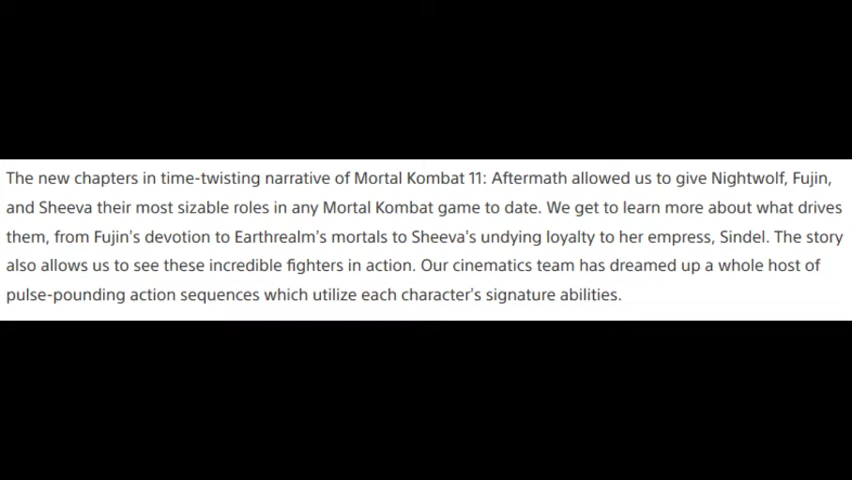 The new chapters in time-twisting narrative of Mortal Kombat 11: Aftermath allowed us to give Nightwolf, Fujin,
and Sheeva their most sizable roles in any Mortal Kombat game to date. We get to learn more about what drives
them, from Fujin's devotion to Earthrealm's mortals to Sheeva's undying loyalty to her empress, Sindel. The story
also allows us to see these incredible fighters in action. Our cinematics team has dreamed up a whole host of
pulse-pounding action sequences which utilize each character's signature abilities.